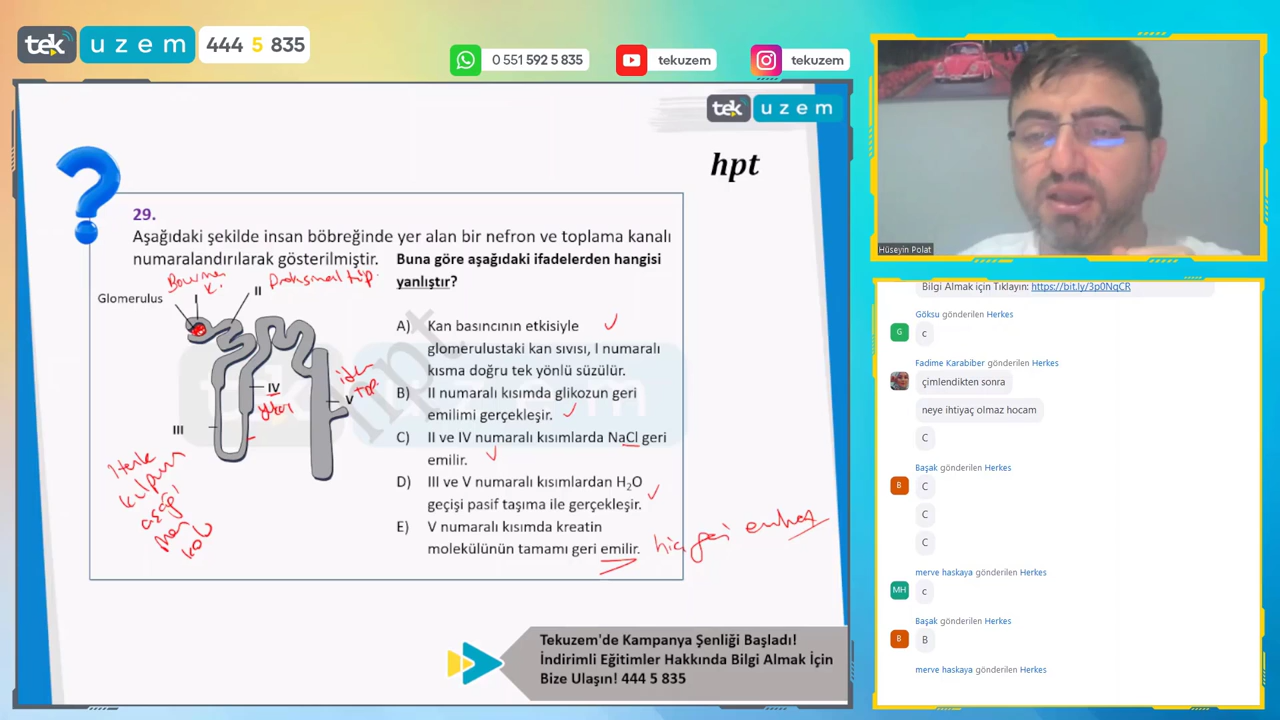 tek
uzem
444 5 835
0 551 592 5 835
tekuzem
tekuzem
tek
uzem
hpt
29.
Aşağıdaki şekilde insan böbreğinde yer alan bir nefron ve toplama kanalı
numaralandırılarak gösterilmiştir.
Buna göre aşağıdaki ifadelerden hangisi
yanlıştır?
Bowman
K.
Proksimal tüp
Glomerulus
I
II
III
IV
V
A) Kan basıncının etkisiyle
glomerulustaki kan sıvısı, I numaralı
kısma doğru tek yönlü süzülür.
B) II numaralı kısımda glikozun geri
emilimi gerçekleşir.
C) II ve IV numaralı kısımlarda NaCl geri
emilir.
D) III ve V numaralı kısımlardan H₂O
geçişi pasif taşıma ile gerçekleşir.
E) V numaralı kısımda kreatin
molekülünün tamamı geri emilir.
Henle
kulpun
aşağı
kol
hiç geri emilmez
hpt
Tekuzem'de Kampanya Şenliği Başladı!
İndirimli Eğitimler Hakkında Bilgi Almak İçin
Bize Ulaşın! 444 5 835
Hüseyin Polat
Bilgi Almak için Tıklayın: https://bit.ly/3p0NqCR
Göksu gönderilen Herkes
G
c
Fadime Karabiber gönderilen Herkes
çimlendikten sonra
neye ihtiyaç olmaz hocam
C
Başak gönderilen Herkes
B
C
C
C
merve haskaya gönderilen Herkes
MH
c
Başak gönderilen Herkes
B
B
merve haskaya gönderilen Herkes